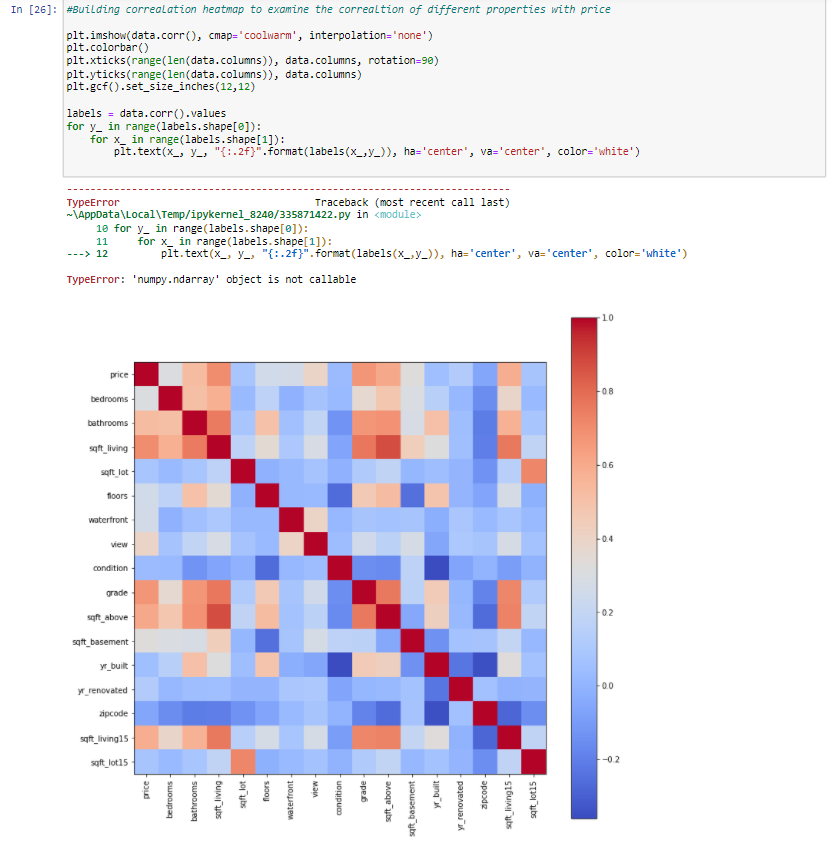 In [26]: #Building correalation heatmap to examine the correaltion of different properties with price
plt.imshow(data.corr(), cmap='coolwarm', interpolation='none')
plt.colorbar()
plt.xticks(range(len(data.columns)), data.columns, rotation=90)
plt.yticks(range(len(data.columns)), data.columns)
plt.gcf().set_size_inches(12,12)
labels = data.corr().values
for y_ in range(labels.shape[0]):
    for x_ in range(labels.shape[1]):
        plt.text(x_, y_, "{:.2f}".format(labels(x_,y_)), ha='center', va='center', color='white')
---------------------------------------------------------------------------
TypeError                                 Traceback (most recent call last)
~\AppData\Local\Temp/ipykernel_8240/335871422.py in <module>
     10 for y_ in range(labels.shape[0]):
     11     for x_ in range(labels.shape[1]):
---> 12         plt.text(x_, y_, "{:.2f}".format(labels(x_,y_)), ha='center', va='center', color='white')
TypeError: 'numpy.ndarray' object is not callable
price
bedrooms
bathrooms
sqft_living
sqft_lot
floors
waterfront
view
condition
grade
sqft_above
sqft_basement
yr_built
yr_renovated
zipcode
sqft_living15
sqft_lot15
price
bedrooms
bathrooms
sqft_living
sqft_lot
floors
waterfront
view
condition
grade
sqft_above
sqft_basement
yr_built
yr_renovated
zipcode
sqft_living15
sqft_lot15
1.0
0.8
0.6
0.4
0.2
0.0
−0.2